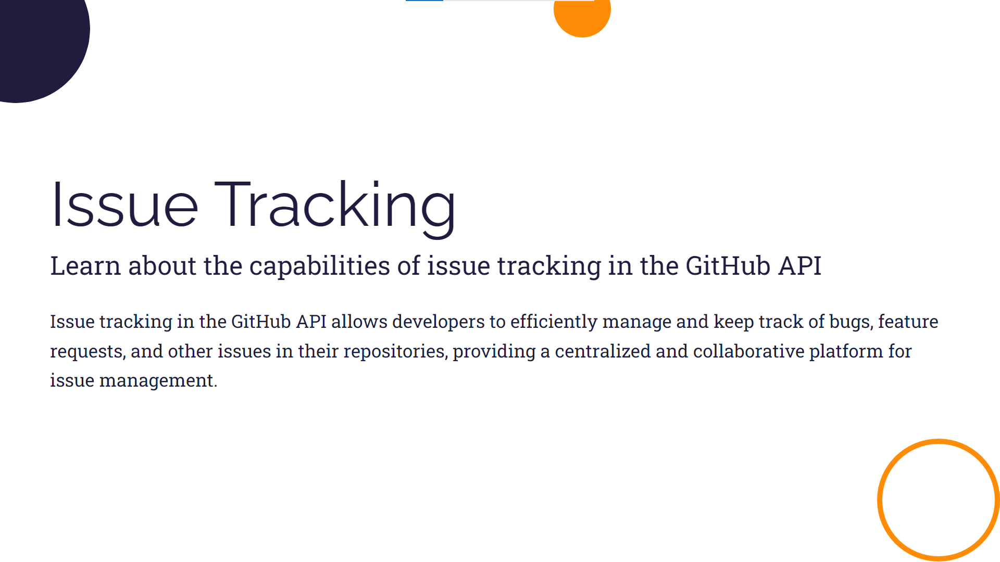 Issue Tracking
Learn about the capabilities of issue tracking in the GitHub API
Issue tracking in the GitHub API allows developers to efficiently manage and keep track of bugs, feature
requests, and other issues in their repositories, providing a centralized and collaborative platform for
issue management.